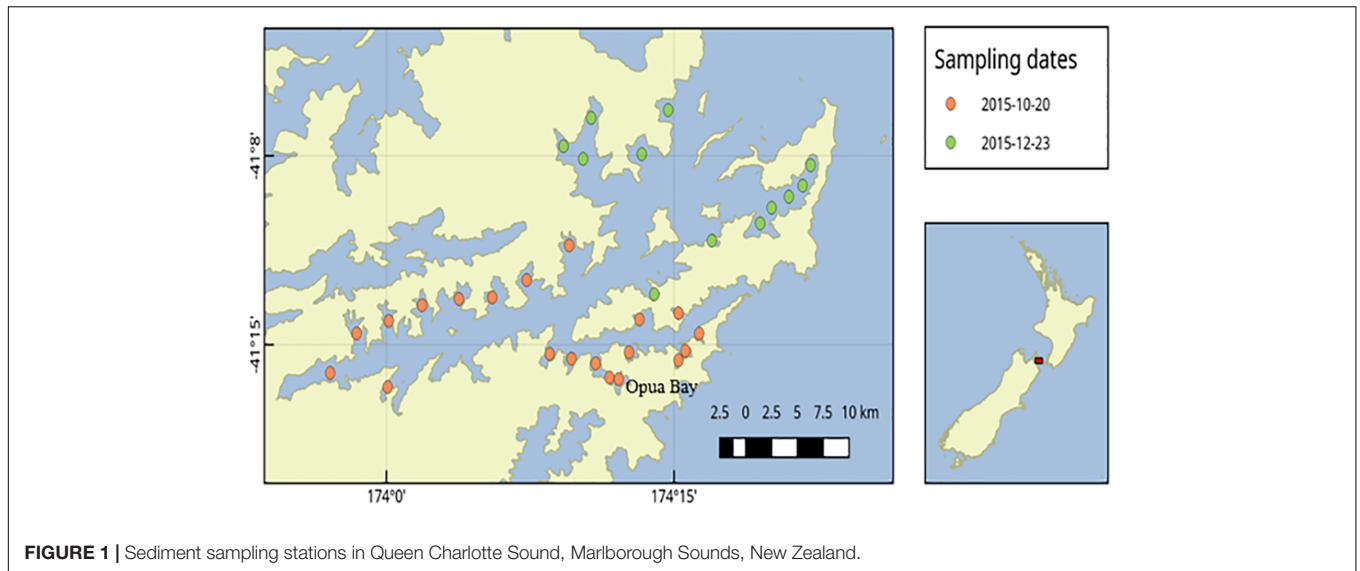 Sampling dates
2015-10-20
2015-12-23
-41°8'
-41°15'
Opua Bay
2.5 0 2.5 5 7.5 10 km
174°0' 174°15'
FIGURE 1 | Sediment sampling stations in Queen Charlotte Sound, Marlborough Sounds, New Zealand.